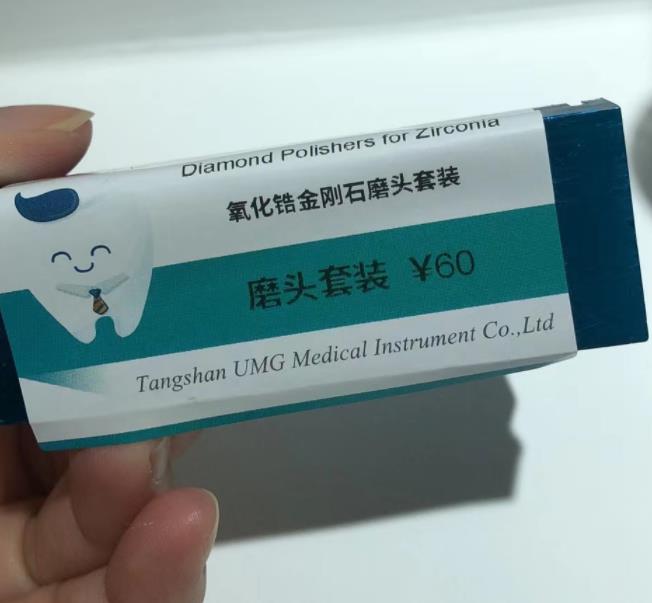 Diamond Polishers for Zirconia
氧化锆金刚石磨头套装
磨头套装 ¥60
Tangshan UMG Medical Instrument Co.,Ltd